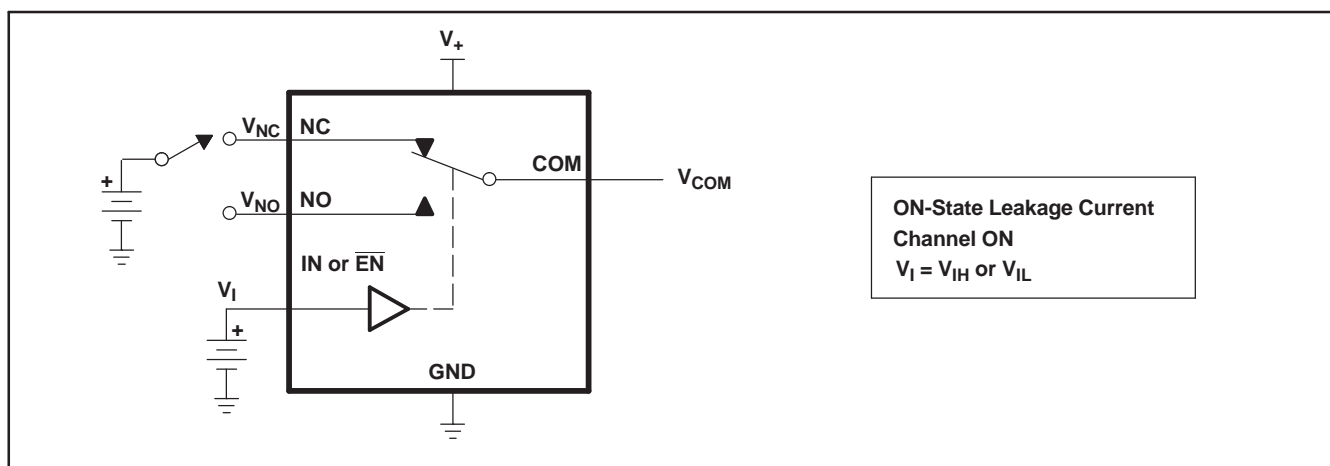 V+
VNC
NC
COM
VCOM
+
VNO
NO
IN or E̅N̅
VI
+
GND
ON-State Leakage Current
Channel ON
VI = VIH or VIL